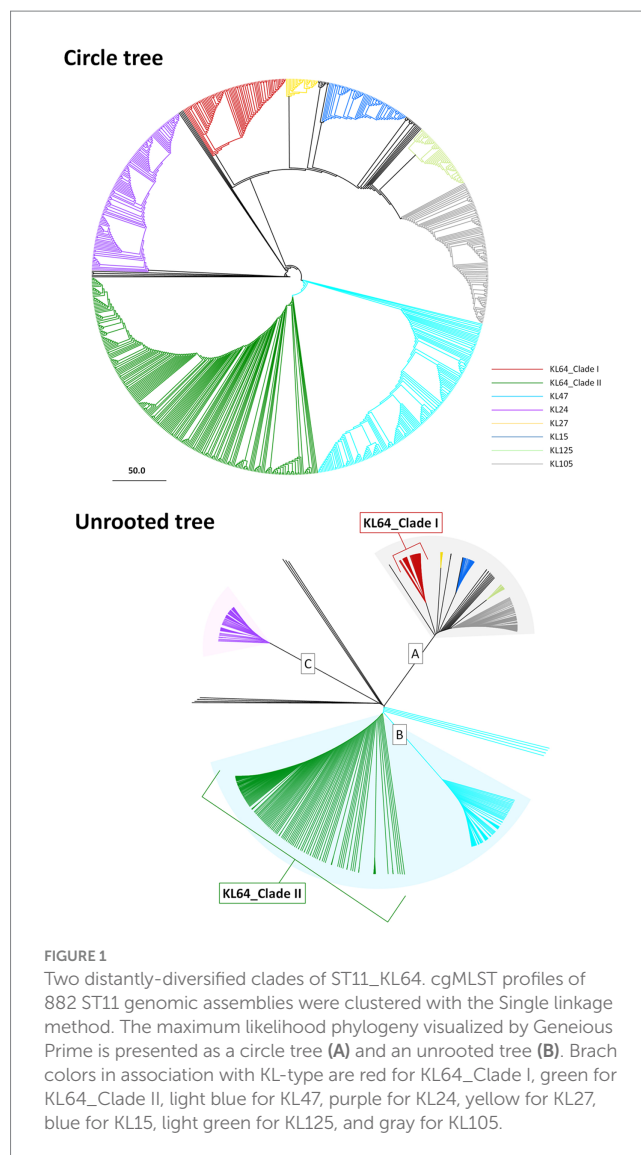 Circle tree
KL64_Clade I
KL64_Clade II
KL47
KL24
KL27
KL15
KL125
KL105
50.0
Unrooted tree
KL64_Clade I
A
C
B
KL64_Clade II
FIGURE 1
Two distantly-diversified clades of ST11_KL64. cgMLST profiles of
882 ST11 genomic assemblies were clustered with the Single linkage
method. The maximum likelihood phylogeny visualized by Geneious
Prime is presented as a circle tree (A) and an unrooted tree (B). Brach
colors in association with KL-type are red for KL64_Clade I, green for
KL64_Clade II, light blue for KL47, purple for KL24, yellow for KL27,
blue for KL15, light green for KL125, and gray for KL105.